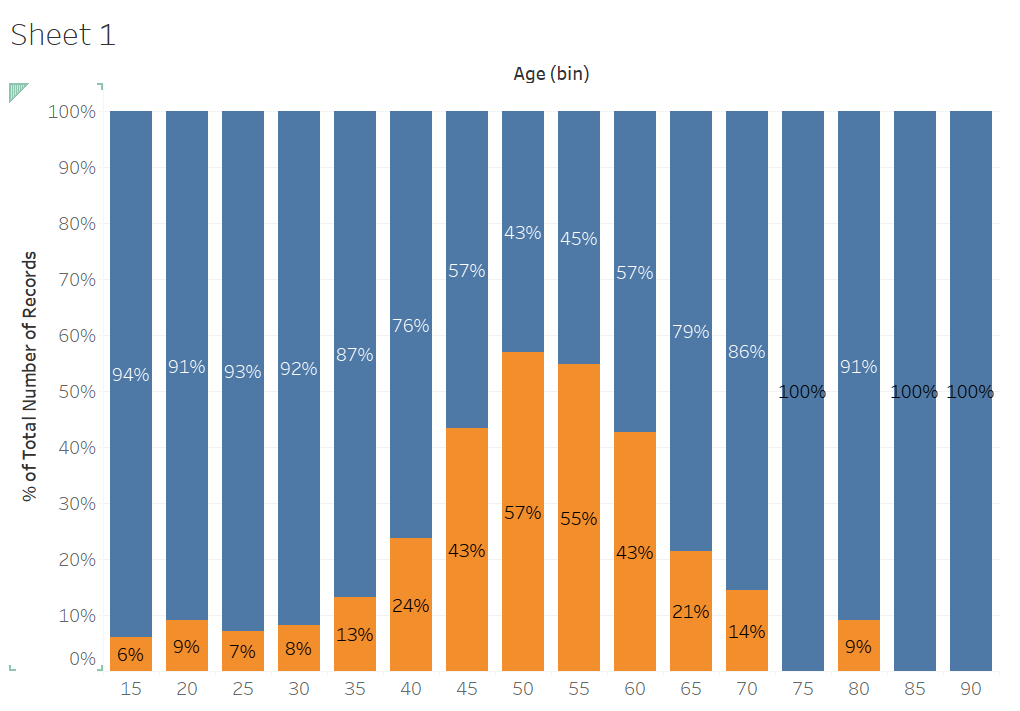 Sheet 1
Age (bin)
% of Total Number of Records
100%
90%
80%
70%
60%
50%
40%
30%
20%
10%
0%
94% 91% 93% 92% 87% 76% 57% 43% 45% 57% 79% 86% 100% 91% 100% 100%
6% 9% 7% 8% 13% 24% 43% 57% 55% 43% 21% 14% 9%
15 20 25 30 35 40 45 50 55 60 65 70 75 80 85 90